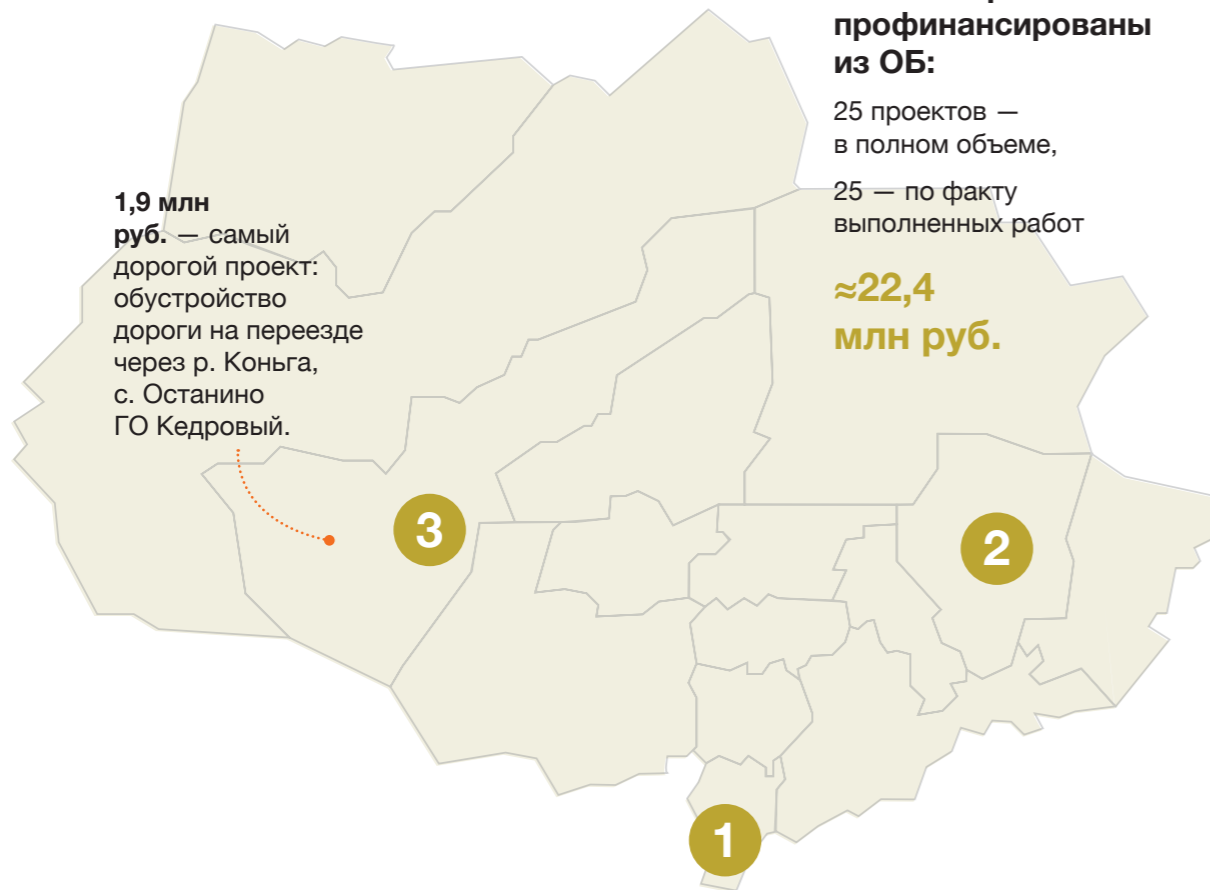 профинансированы
из ОБ:
25 проектов —
в полном объеме,
25 — по факту
выполненных работ
≈22,4
млн руб.
1,9 млн
руб. — самый
дорогой проект:
обустройство
дороги на переезде
через р. Коньга,
с. Останино
ГО Кедровый.
3
2
1